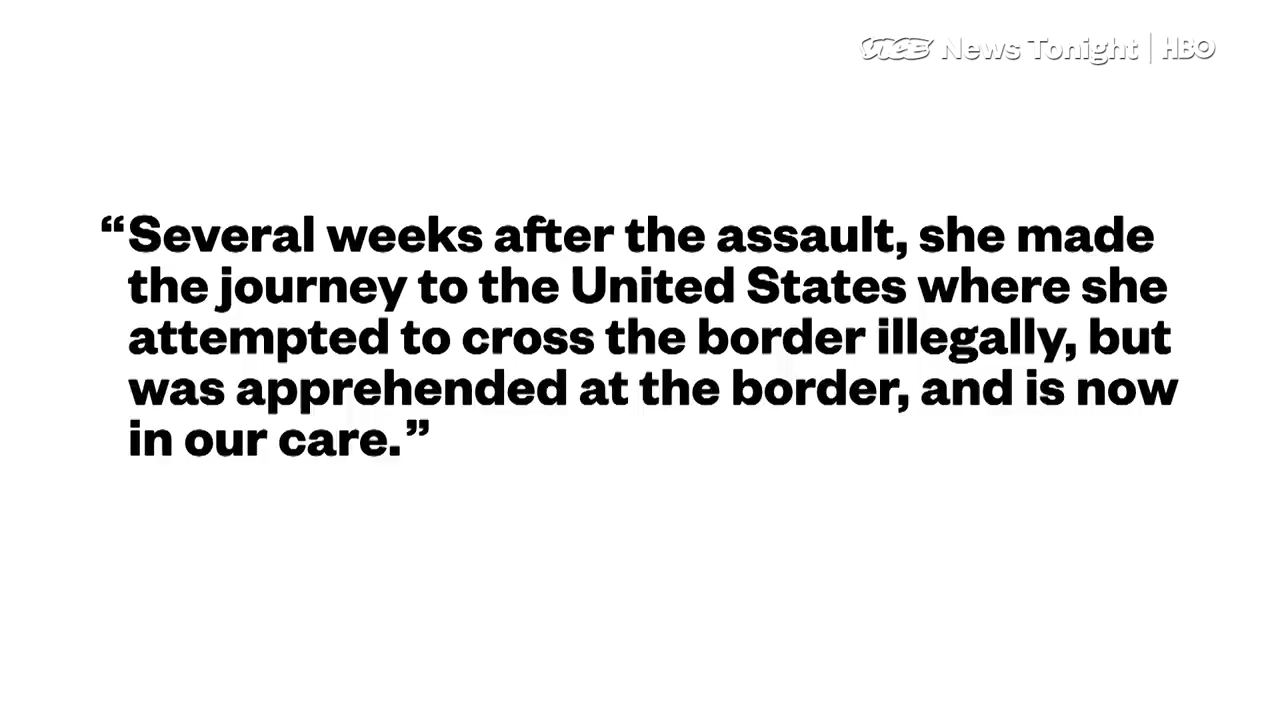 VICE News Tonight | HBO
“Several weeks after the assault, she made
the journey to the United States where she
attempted to cross the border illegally, but
was apprehended at the border, and is now
in our care.”